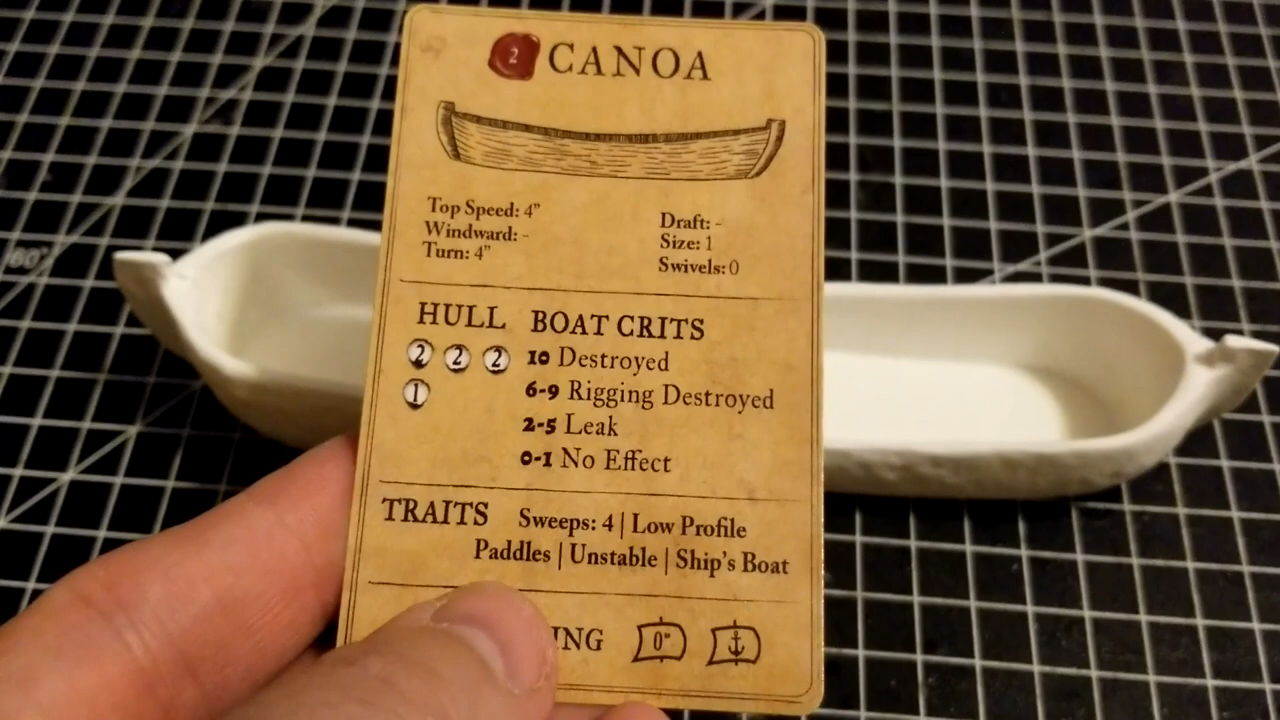 2 CANOA
Top Speed: 4"
Windward: -
Turn: 4"
Draft: -
Size: 1
Swivels: 0
HULL
2 2 2
1
BOAT CRITS
10 Destroyed
6-9 Rigging Destroyed
2-5 Leak
0-1 No Effect
TRAITS Sweeps: 4 | Low Profile
Paddles | Unstable | Ship's Boat
ING 0"
60°